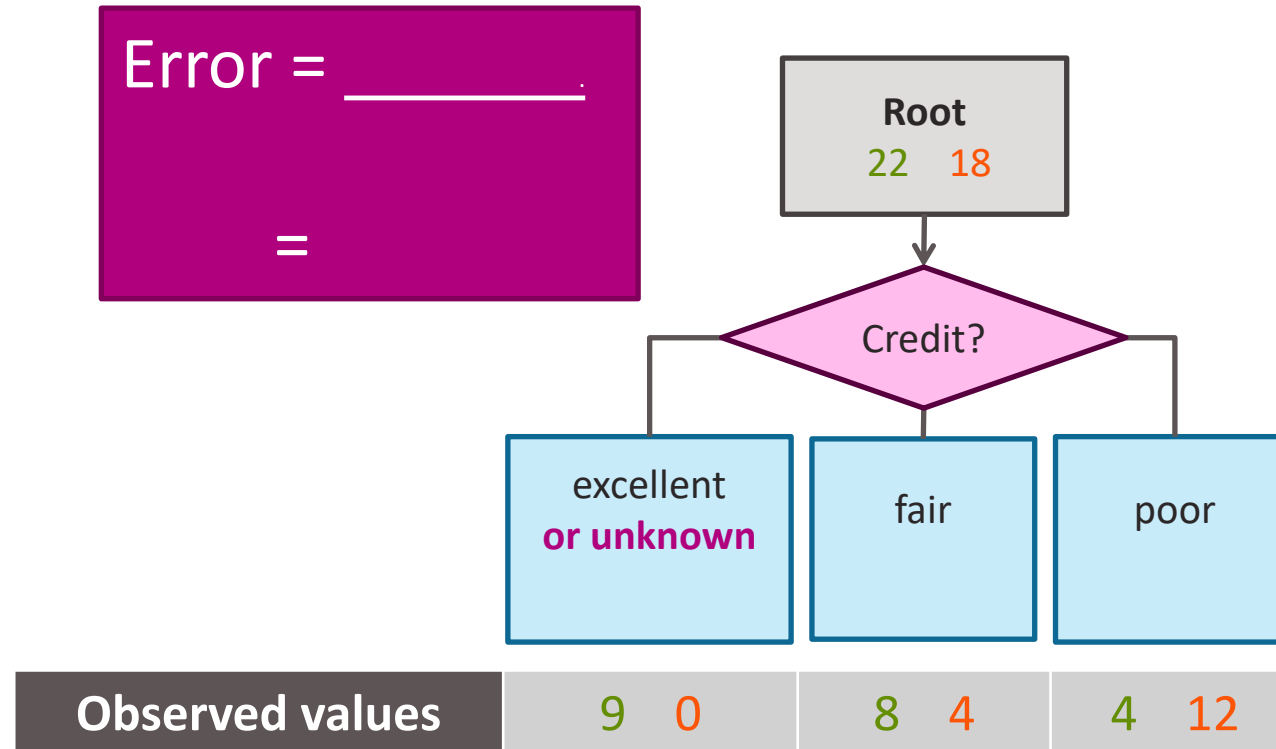 Error = ________.
=
Root
22 18
Credit?
excellent
or unknown
fair
poor
Observed values 9 0 8 4 4 12